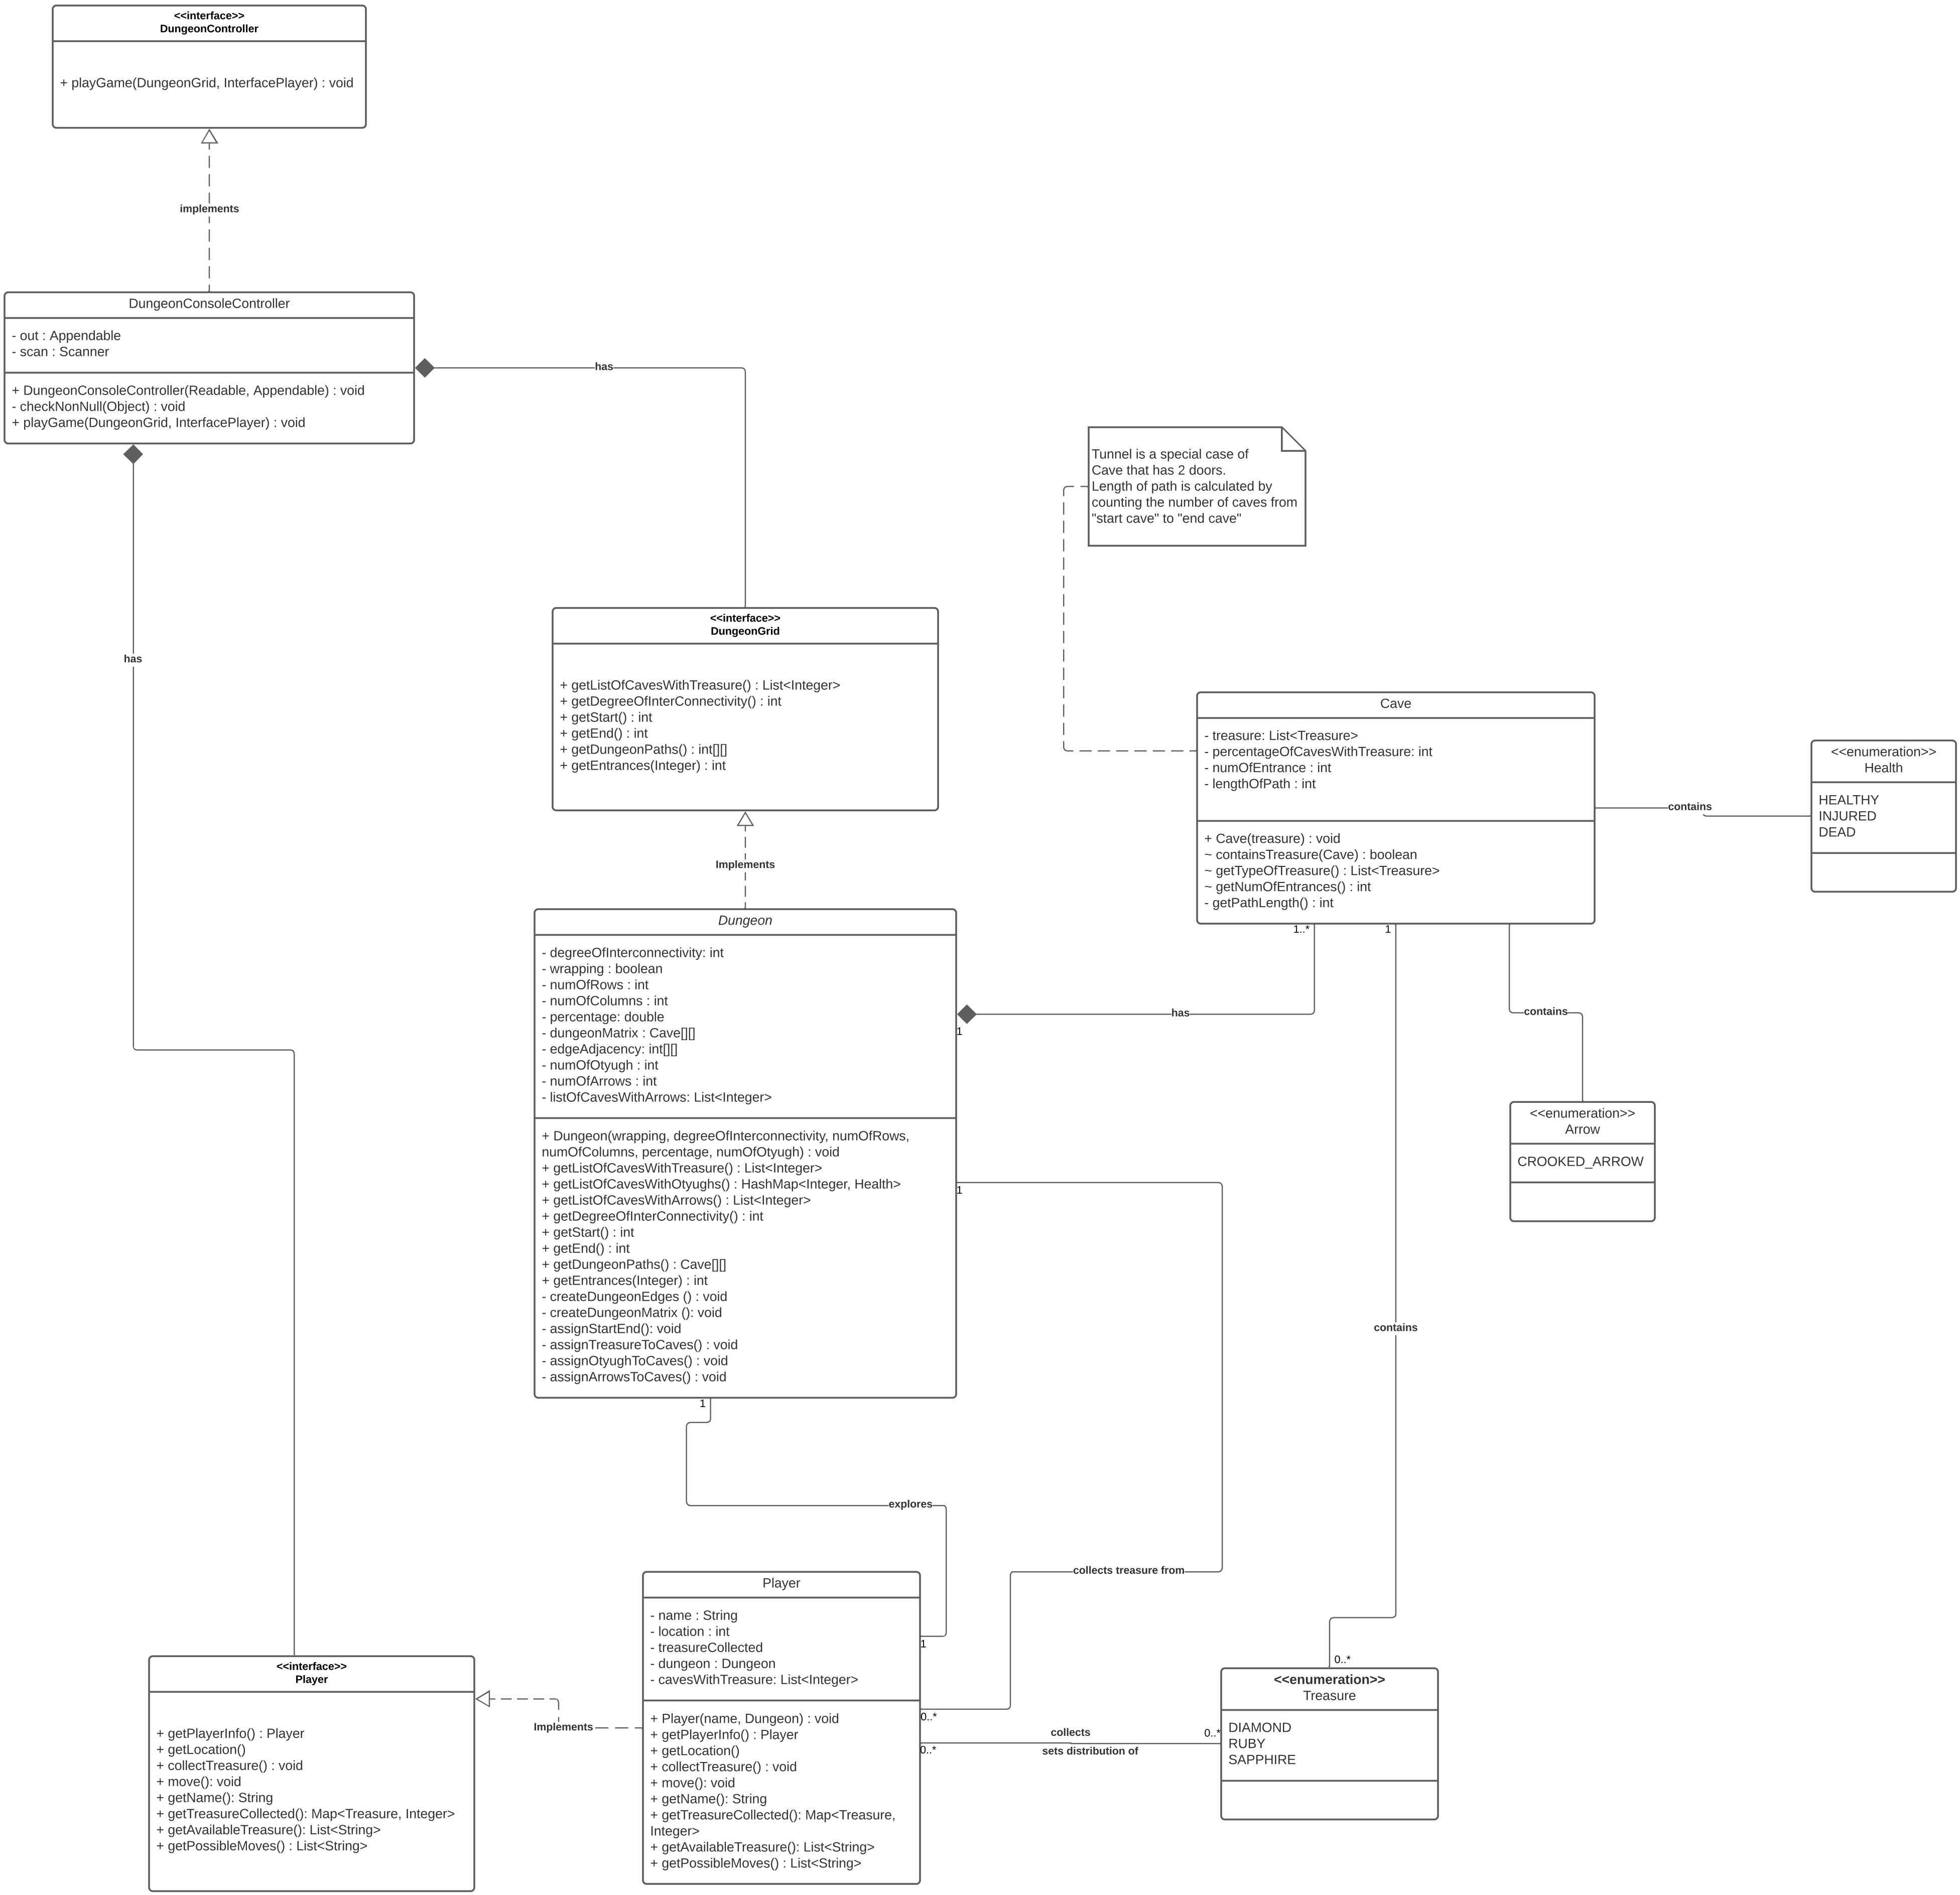 <<interface>>
DungeonController
+ playGame(DungeonGrid, InterfacePlayer) : void
implements
DungeonConsoleController
- out : Appendable
- scan : Scanner
+ DungeonConsoleController(Readable, Appendable) : void
- checkNonNull(Object) : void
+ playGame(DungeonGrid, InterfacePlayer) : void
has
has
Tunnel is a special case of
Cave that has 2 doors.
Length of path is calculated by
counting the number of caves from
"start cave" to "end cave"
<<interface>>
DungeonGrid
+ getListOfCavesWithTreasure() : List<Integer>
+ getDegreeOfInterConnectivity() : int
+ getStart() : int
+ getEnd() : int
+ getDungeonPaths() : int[][]
+ getEntrances(Integer) : int
Implements
Cave
- treasure: List<Treasure>
- percentageOfCavesWithTreasure: int
- numOfEntrance : int
- lengthOfPath : int
+ Cave(treasure) : void
~ containsTreasure(Cave) : boolean
~ getTypeOfTreasure() : List<Treasure>
~ getNumOfEntrances() : int
- getPathLength() : int
contains
<<enumeration>>
Health
HEALTHY
INJURED
DEAD
1..*
1
Dungeon
- degreeOfInterconnectivity: int
- wrapping : boolean
- numOfRows : int
- numOfColumns : int
- percentage: double
- dungeonMatrix : Cave[][]
- edgeAdjacency: int[][]
- numOfOtyugh : int
- numOfArrows : int
- listOfCavesWithArrows: List<Integer>
+ Dungeon(wrapping, degreeOfInterconnectivity, numOfRows,
numOfColumns, percentage, numOfOtyugh) : void
+ getListOfCavesWithTreasure() : List<Integer>
+ getListOfCavesWithOtyughs() : HashMap<Integer, Health>
+ getListOfCavesWithArrows() : List<Integer>
+ getDegreeOfInterConnectivity() : int
+ getStart() : int
+ getEnd() : int
+ getDungeonPaths() : Cave[][]
+ getEntrances(Integer) : int
- createDungeonEdges () : void
- createDungeonMatrix (): void
- assignStartEnd(): void
- assignTreasureToCaves() : void
- assignOtyughToCaves() : void
- assignArrowsToCaves() : void
has
1
contains
<<enumeration>>
Arrow
CROOKED_ARROW
1
contains
1
explores
collects treasure from
Player
- name : String
- location : int
- treasureCollected
- dungeon : Dungeon
- cavesWithTreasure: List<Integer>
+ Player(name, Dungeon) : void
+ getPlayerInfo() : Player
+ getLocation()
+ collectTreasure() : void
+ move(): void
+ getName(): String
+ getTreasureCollected(): Map<Treasure,
Integer>
+ getAvailableTreasure(): List<String>
+ getPossibleMoves() : List<String>
1
0..*
0..*
collects
sets distribution of
0..*
0..*
<<enumeration>>
Treasure
DIAMOND
RUBY
SAPPHIRE
<<interface>>
Player
+ getPlayerInfo() : Player
+ getLocation()
+ collectTreasure() : void
+ move(): void
+ getName(): String
+ getTreasureCollected(): Map<Treasure, Integer>
+ getAvailableTreasure(): List<String>
+ getPossibleMoves() : List<String>
Implements